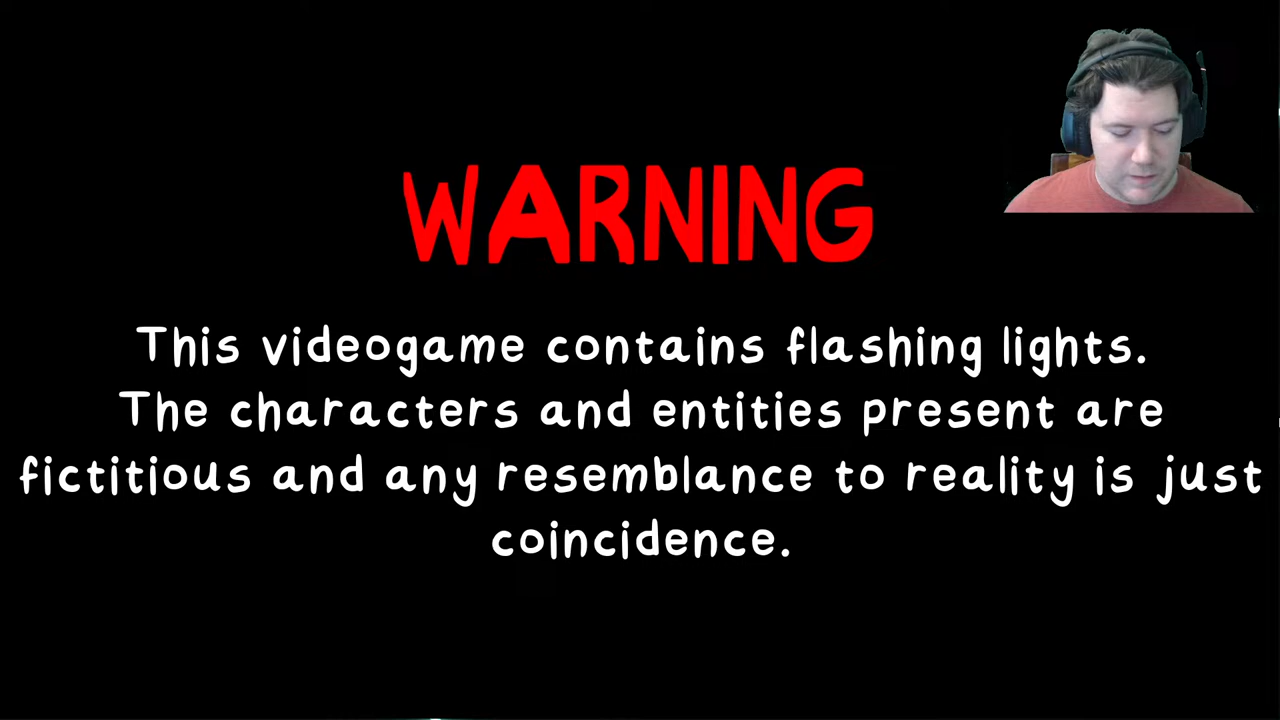 WARNING
This videogame contains flashing lights.
The characters and entities present are
fictitious and any resemblance to reality is just
coincidence.